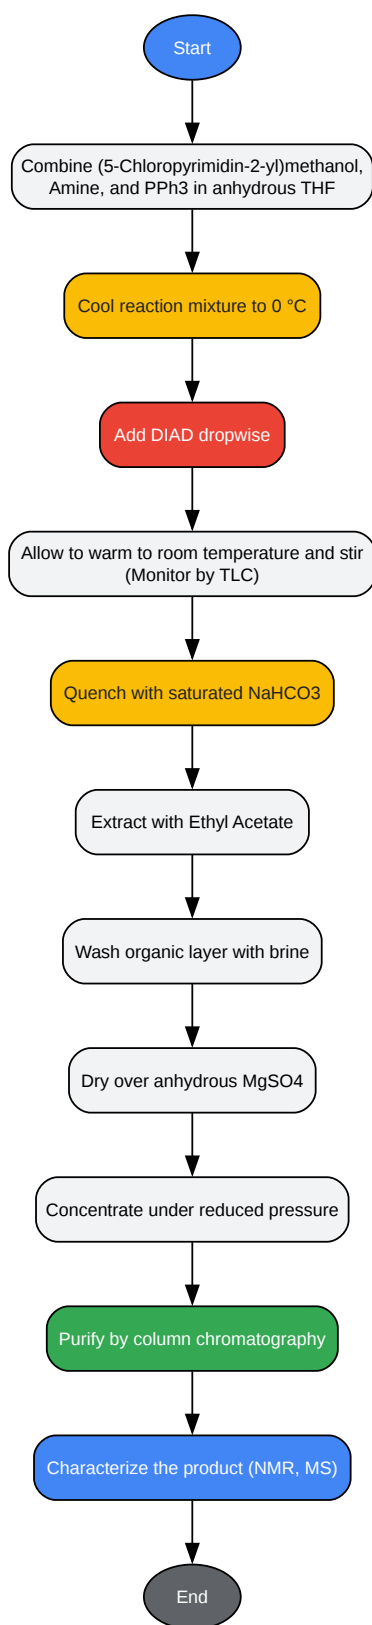 Start
Combine (5-Chloropyrimidin-2-yl)methanol,
Amine, and PPh3 in anhydrous THF
Cool reaction mixture to 0 °C
Add DIAD dropwise
Allow to warm to room temperature and stir
(Monitor by TLC)
Quench with saturated NaHCO3
Extract with Ethyl Acetate
Wash organic layer with brine
Dry over anhydrous MgSO4
Concentrate under reduced pressure
Purify by column chromatography
Characterize the product (NMR, MS)
End